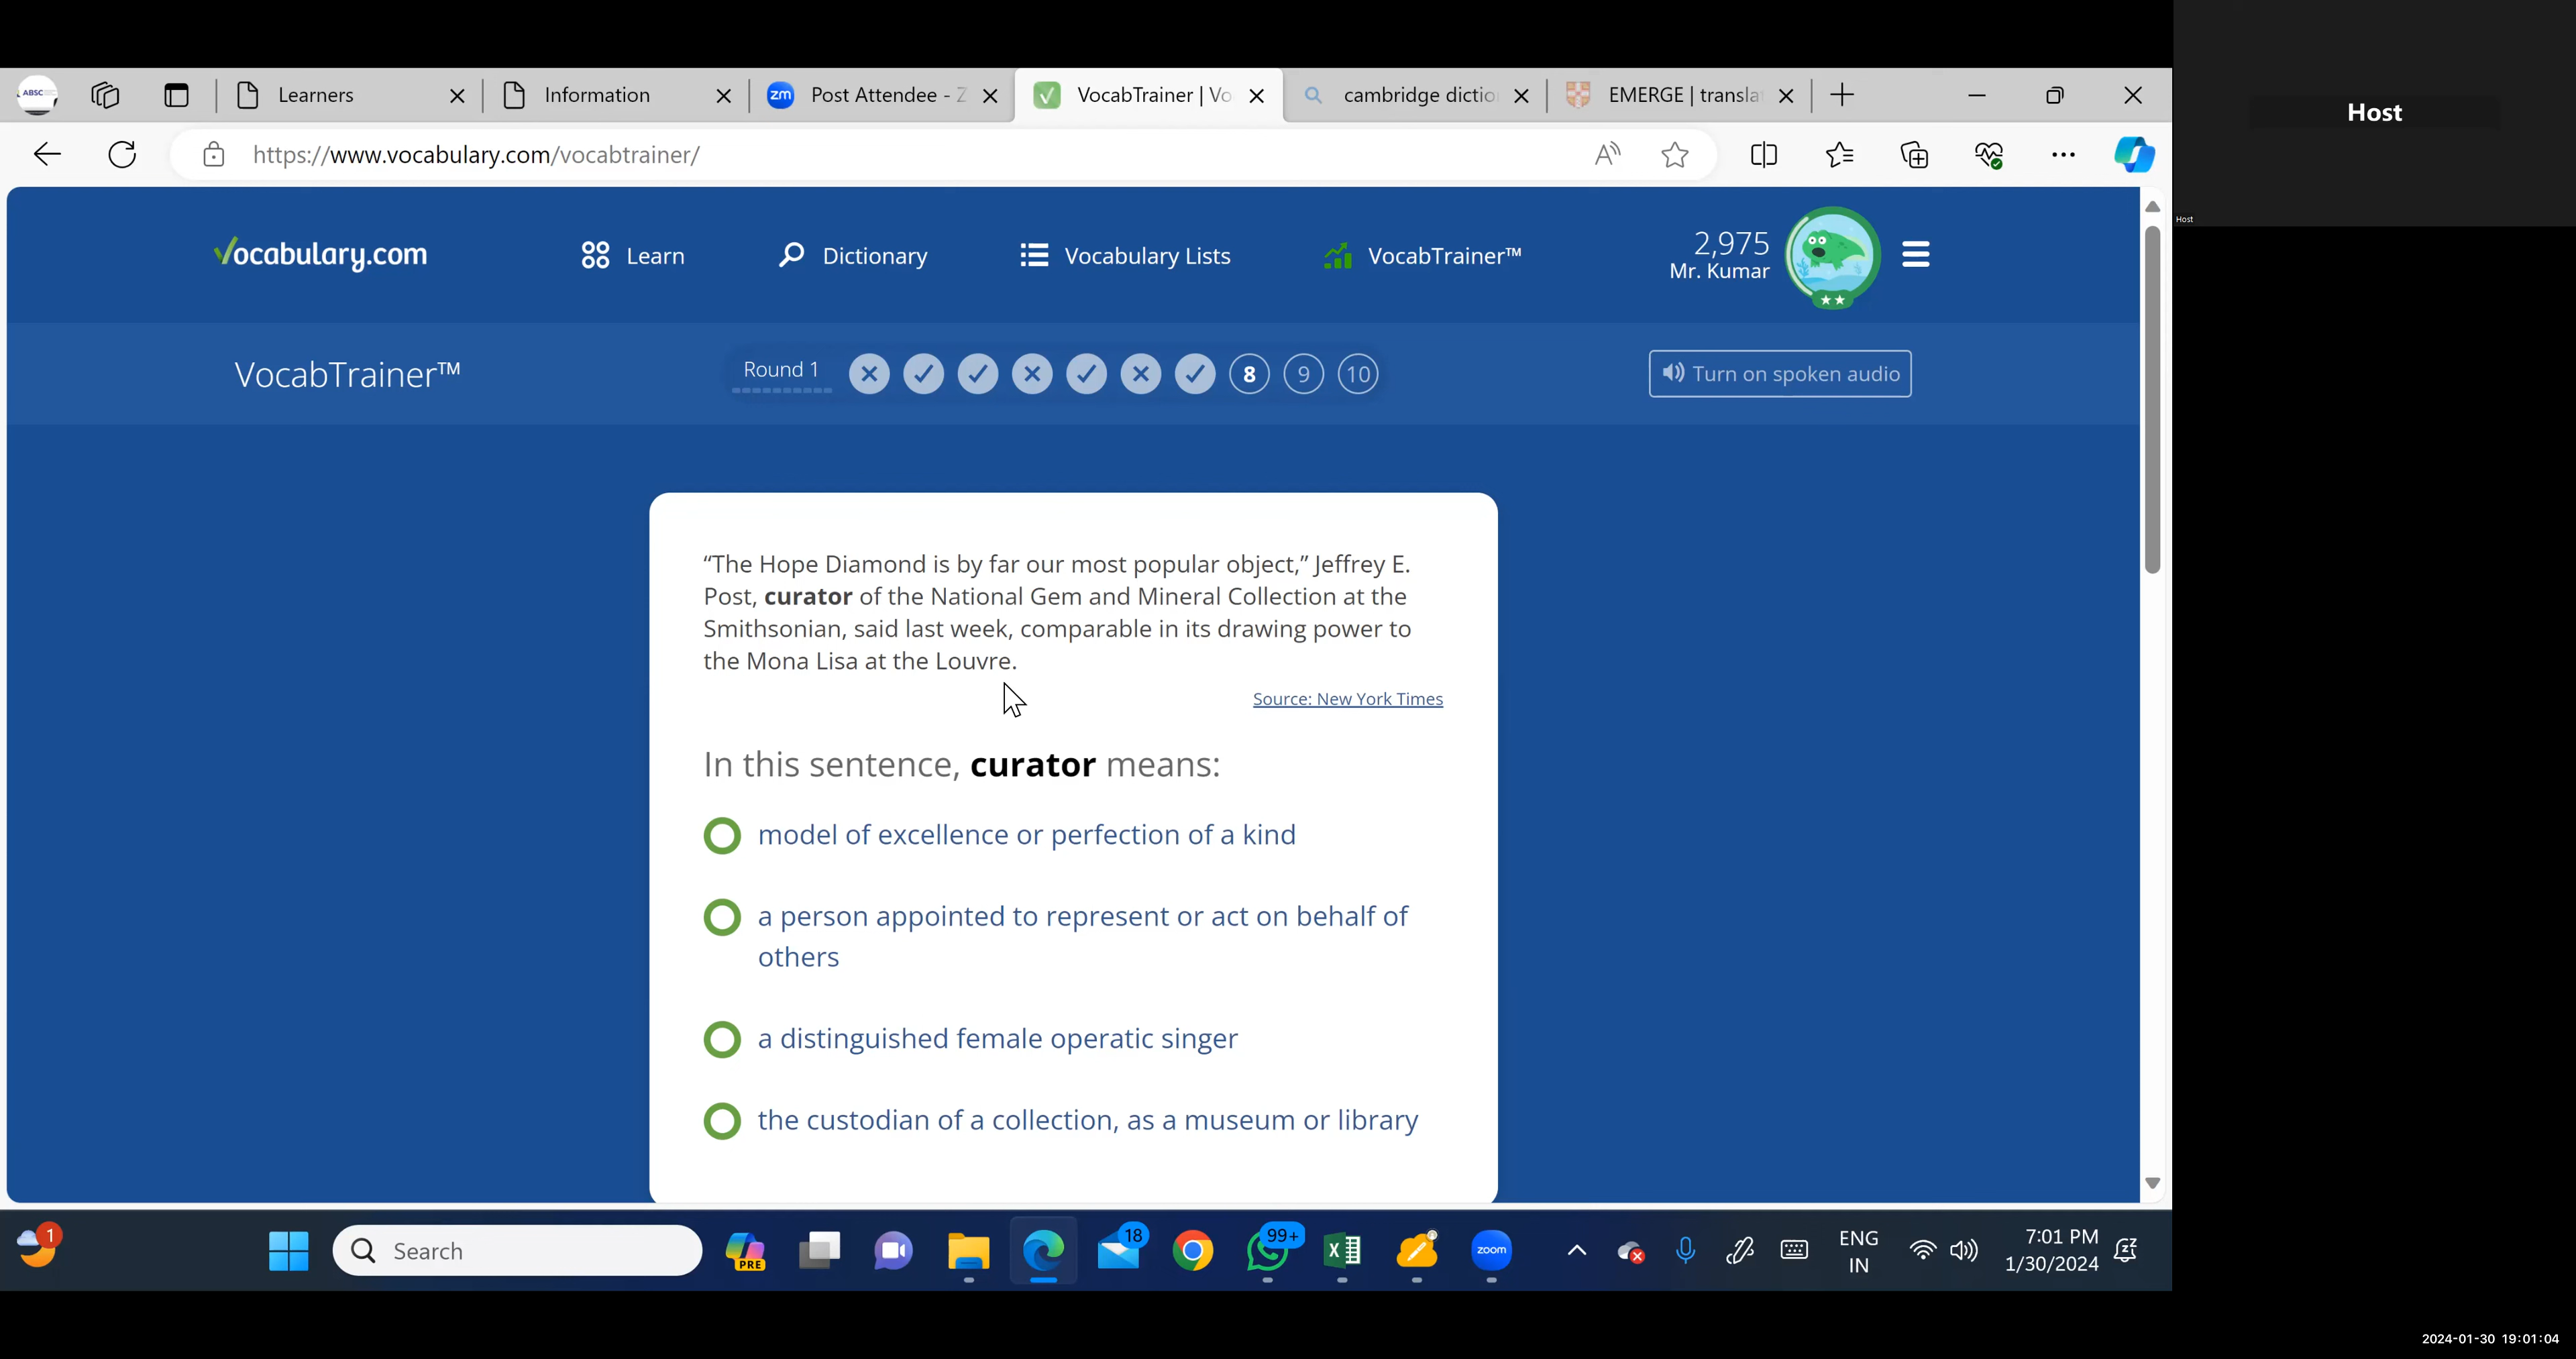 Host
ABSC
Learners
Information
zm
Post Attendee - Z
VocabTrainer | Vo
cambridge dictio
EMERGE | transla
https://www.vocabulary.com/vocabtrainer/
Host
Vocabulary.com
Learn
Dictionary
Vocabulary Lists
VocabTrainer™
2,975
Mr. Kumar
VocabTrainer™
Round 1
8
9
10
Turn on spoken audio
“The Hope Diamond is by far our most popular object,” Jeffrey E.
Post, curator of the National Gem and Mineral Collection at the
Smithsonian, said last week, comparable in its drawing power to
the Mona Lisa at the Louvre.
Source: New York Times
In this sentence, curator means:
model of excellence or perfection of a kind
a person appointed to represent or act on behalf of
others
a distinguished female operatic singer
the custodian of a collection, as a museum or library
1
Search
PRE
18
99+
zoom
ENG
IN
7:01 PM
1/30/2024
2024-01-30 19:01:04